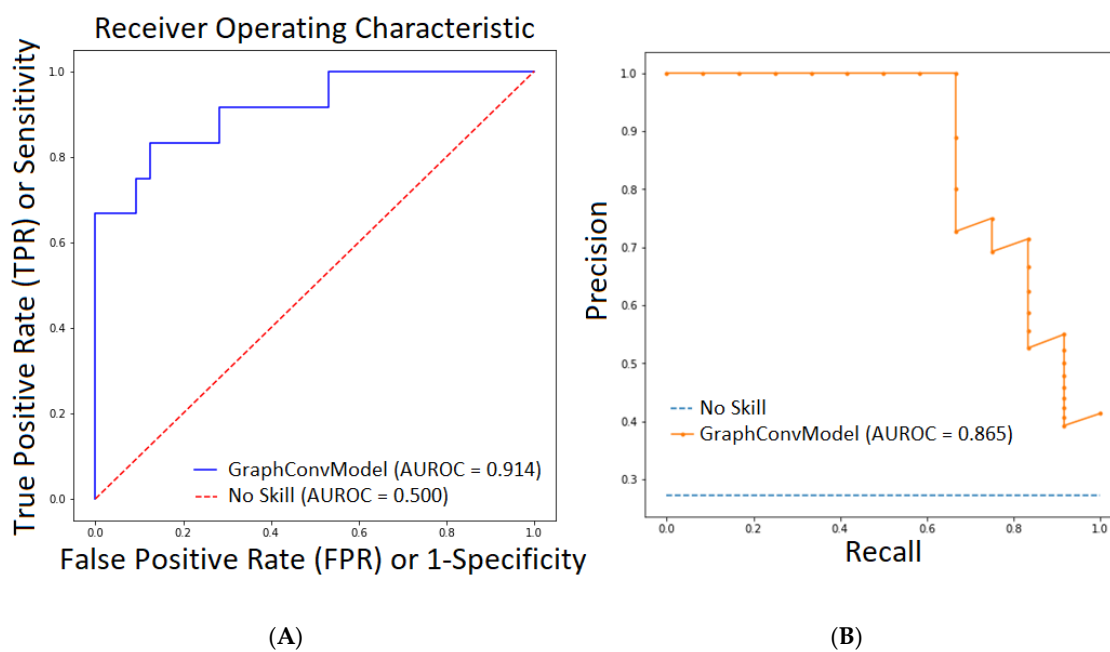 Receiver Operating Characteristic
True Positive Rate (TPR) or Sensitivity
1.0
0.8
0.6
0.4
0.2
0.0
GraphConvModel (AUROC = 0.914)
No Skill (AUROC = 0.500)
0.0 0.2 0.4 0.6 0.8 1.0
False Positive Rate (FPR) or 1-Specificity
(A)
Precision
1.0
0.9
0.8
0.7
0.6
0.5
0.4
0.3
No Skill
GraphConvModel (AUROC = 0.865)
0.0 0.2 0.4 0.6 0.8 1.0
Recall
(B)